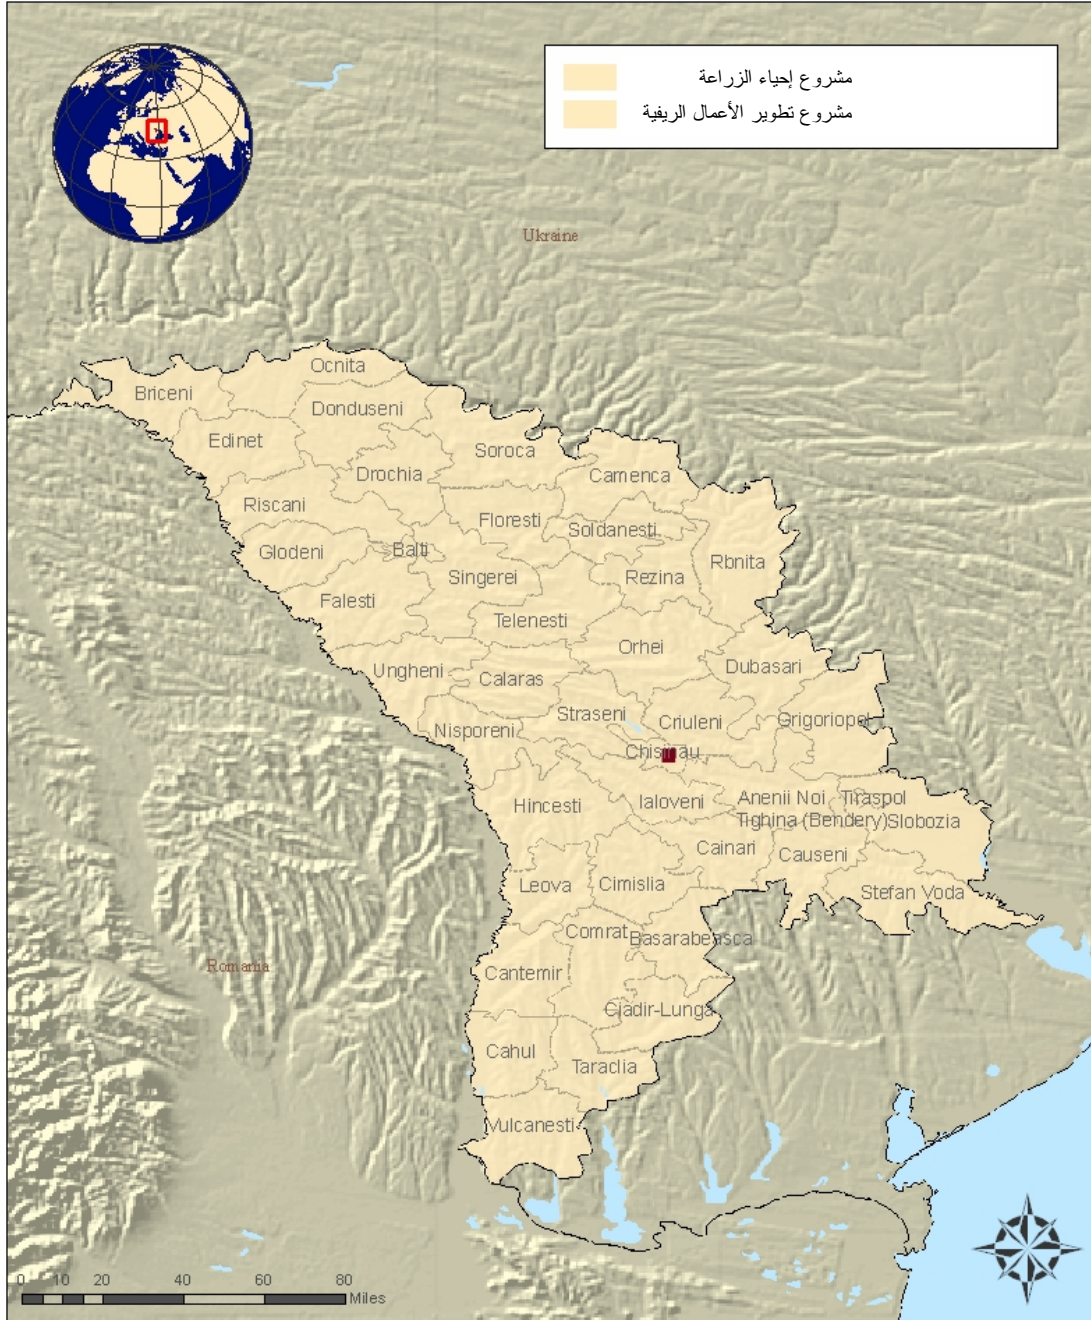 مشروع إحياء الزراعة
مشروع تطوير الأعمال الريفية
Ukraine
Ocnita
Briceni
Donduseni
Edinet
Soroca
Drochia
Camenca
Riscani
Floresti
Soldanesti
Glodeni
Balti
Rbnita
Singerei
Rezina
Falesti
Telenesti
Orhei
Dubasari
Ungheni
Calaras
Straseni
Criuleni
Grigoriopol
Nisporeni
Chisinau
Hincesti
Ialoveni
Anenii Noi
Tiraspol
Tighina (Bendery)
Slobozia
Cainari
Causeni
Leova
Cimislia
Stefan Voda
Comrat
Basarabeasca
Romania
Cantemir
Ciadir-Lunga
Cahul
Taraclia
Vulcanesti
0 10 20 40 60 80
Miles